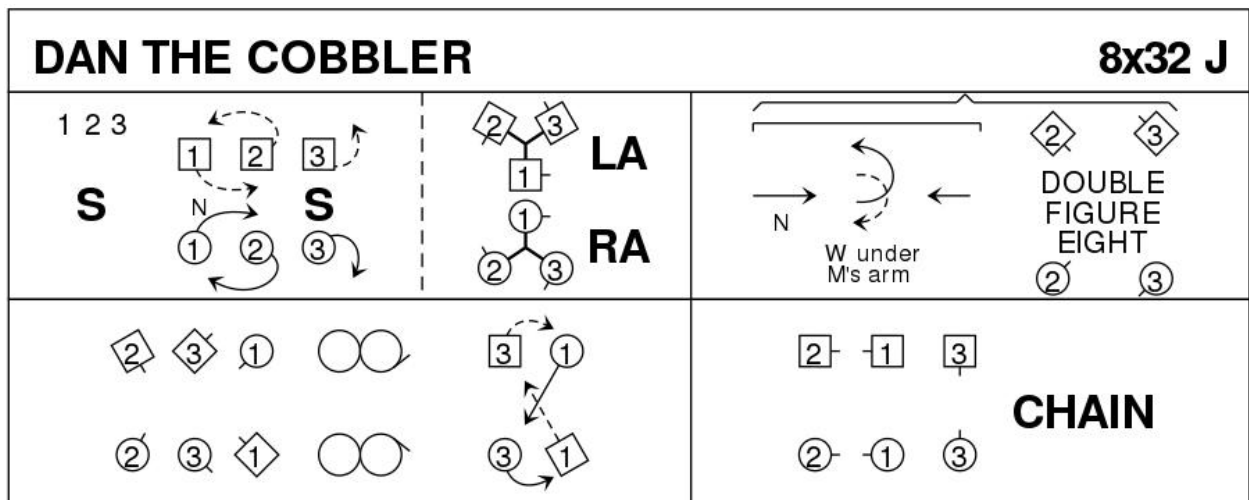 DAN THE COBBLER 8x32 J
1 2 3
S
1 2 3
N
S
1 2 3
2 3
1
LA
1
2 3
RA
N
W under
M's arm
2 3
DOUBLE
FIGURE
EIGHT
2 3
2 3 1
2 3 1
3 1
3 1
2 1 3
CHAIN
2 1 3